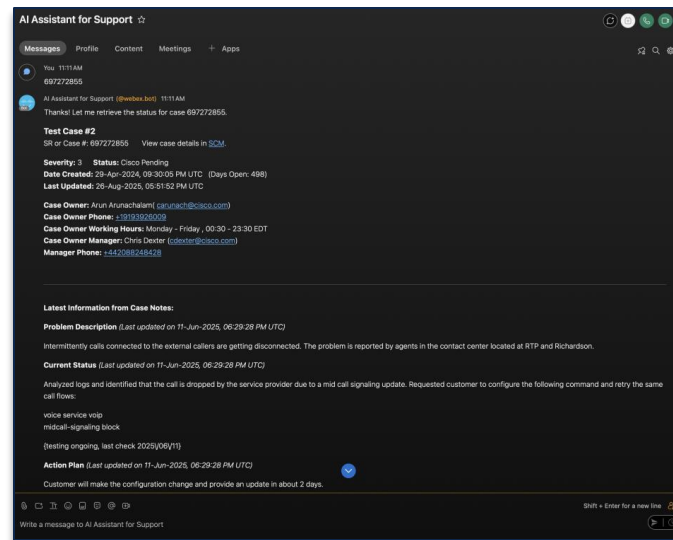 AI Assistant for Support ☆
Messages Profile Content Meetings + Apps
You 11:11 AM
697272855
AI Assistant for Support (@webex.bot) 11:11 AM
Thanks! Let me retrieve the status for case 697272855.
Test Case #2
SR or Case #: 697272855 View case details in SCM.
Severity: 3 Status: Cisco Pending
Date Created: 29-Apr-2024, 09:30:05 PM UTC (Days Open: 498)
Last Updated: 26-Aug-2025, 05:51:52 PM UTC
Case Owner: Arun Arunachalam( carunach@cisco.com)
Case Owner Phone: +19193926009
Case Owner Working Hours: Monday - Friday , 00:30 - 23:30 EDT
Case Owner Manager: Chris Dexter (cdexter@cisco.com)
Manager Phone: +442088248428
Latest Information from Case Notes:
Problem Description (Last updated on 11-Jun-2025, 06:29:28 PM UTC)
Intermittently calls connected to the external callers are getting disconnected. The problem is reported by agents in the contact center located at RTP and Richardson.
Current Status (Last updated on 11-Jun-2025, 06:29:28 PM UTC)
Analyzed logs and identified that the call is dropped by the service provider due to a mid call signaling update. Requested customer to configure the following command and retry the same
call flows:
voice service voip
midcall-signaling block
{testing ongoing, last check 2025\/06\/11}
Action Plan (Last updated on 11-Jun-2025, 06:29:28 PM UTC)
Customer will make the configuration change and provide an update in about 2 days.
Shift + Enter for a new line
Write a message to AI Assistant for Support